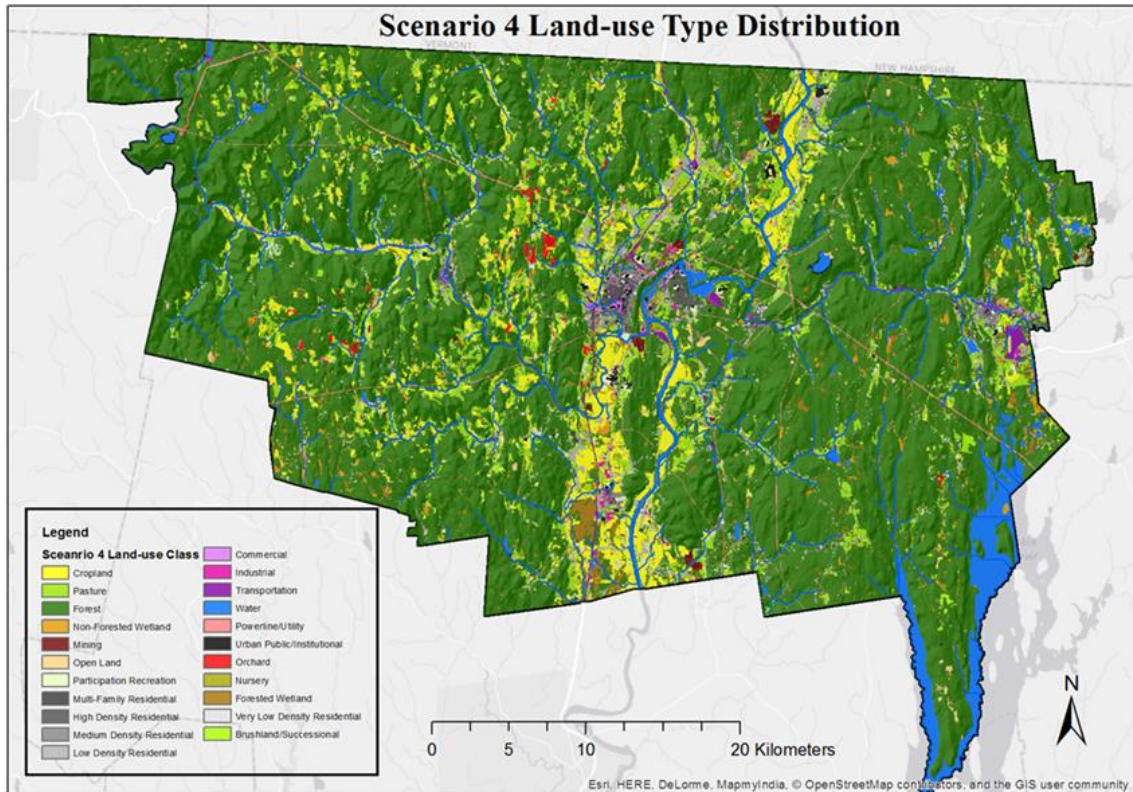 Scenario 4 Land-use Type Distribution
VERMONT
NEW HAMPSHIRE
Legend
Sceanrio 4 Land-use Class
Cropland
Pasture
Forest
Non-Forested Wetland
Mining
Open Land
Participation Recreation
Multi-Family Residential
High Density Residential
Medium Density Residential
Low Density Residential
Commercial
Industrial
Transportation
Water
Powerline/Utility
Urban Public/Institutional
Orchard
Nursery
Forested Wetland
Very Low Density Residential
Brushland/Successional
0 5 10 20 Kilometers
N
Esri, HERE, DeLorme, MapmyIndia, © OpenStreetMap contributors, and the GIS user community